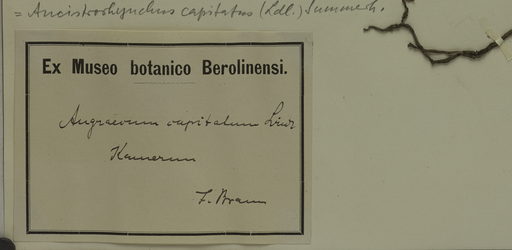 = Ancistrorhynchus capitatus (Ldl.) Summerh.
Ex Museo botanico Berolinensi.
Angraecum capitatum Lindl
Kamerun
J. Braun